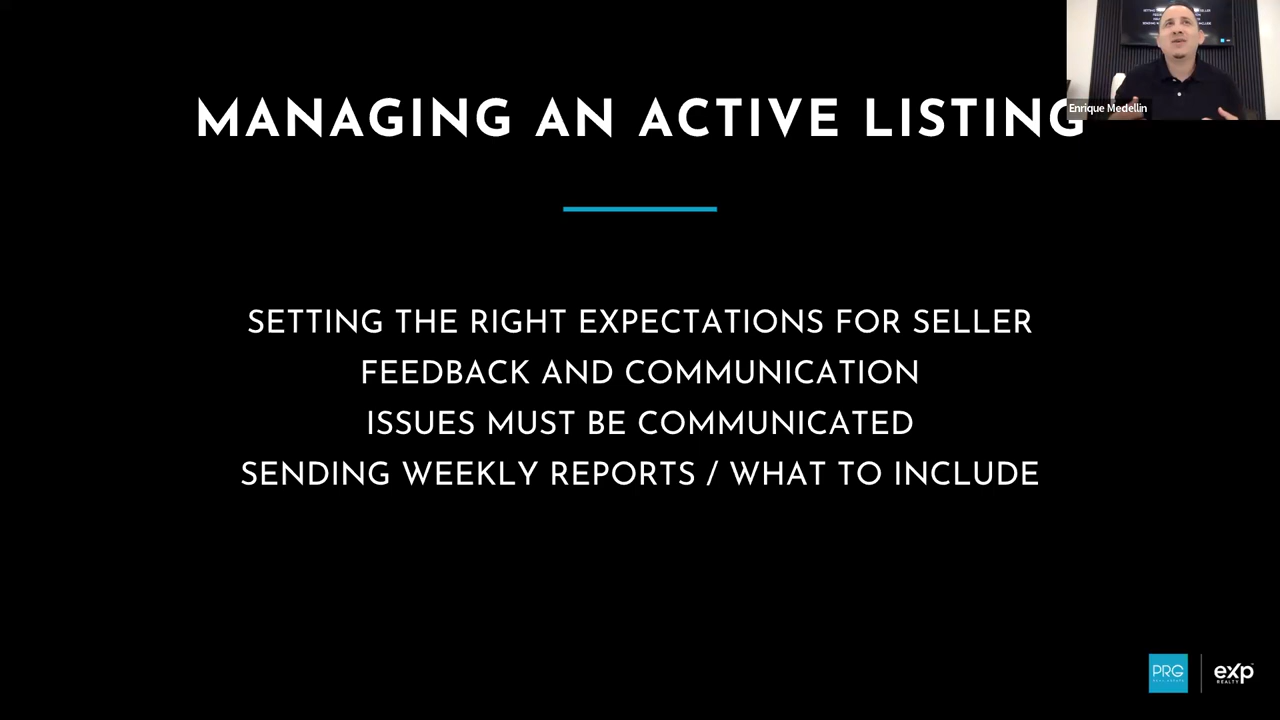 MANAGING AN ACTIVE LISTING
Enrique Medellin
SETTING THE RIGHT EXPECTATIONS FOR SELLER
FEEDBACK AND COMMUNICATION
ISSUES MUST BE COMMUNICATED
SENDING WEEKLY REPORTS / WHAT TO INCLUDE
PRG
eXp
REALTY